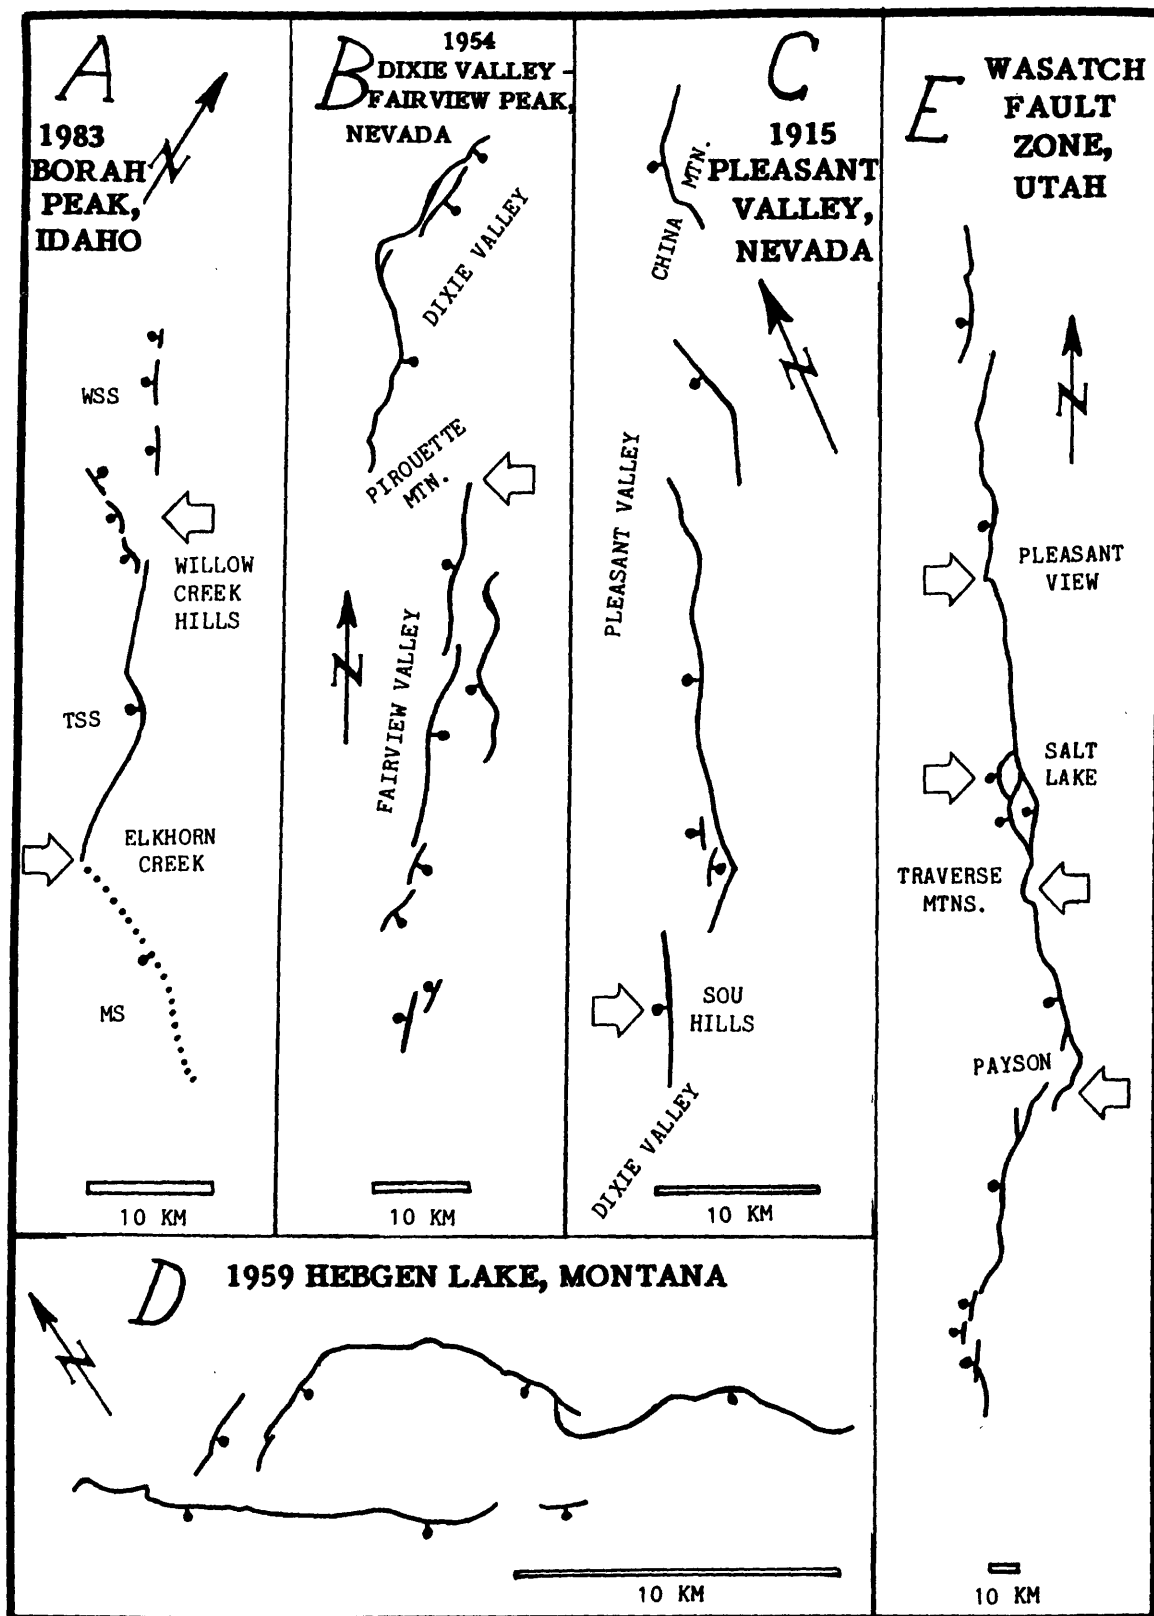 A
1983
BORAH
PEAK,
IDAHO
N
WSS
WILLOW
CREEK
HILLS
TSS
ELKHORN
CREEK
MS
10 KM
B
1954
DIXIE VALLEY -
FAIRVIEW PEAK,
NEVADA
DIXIE VALLEY
PIROUETTE
MTN.
N
FAIRVIEW VALLEY
10 KM
C
1915
PLEASANT
VALLEY,
NEVADA
CHINA MTN.
N
PLEASANT VALLEY
SOU
HILLS
DIXIE VALLEY
10 KM
D
1959 HEBGEN LAKE, MONTANA
N
10 KM
E
WASATCH
FAULT
ZONE,
UTAH
N
PLEASANT
VIEW
SALT
LAKE
TRAVERSE
MTNS.
PAYSON
10 KM